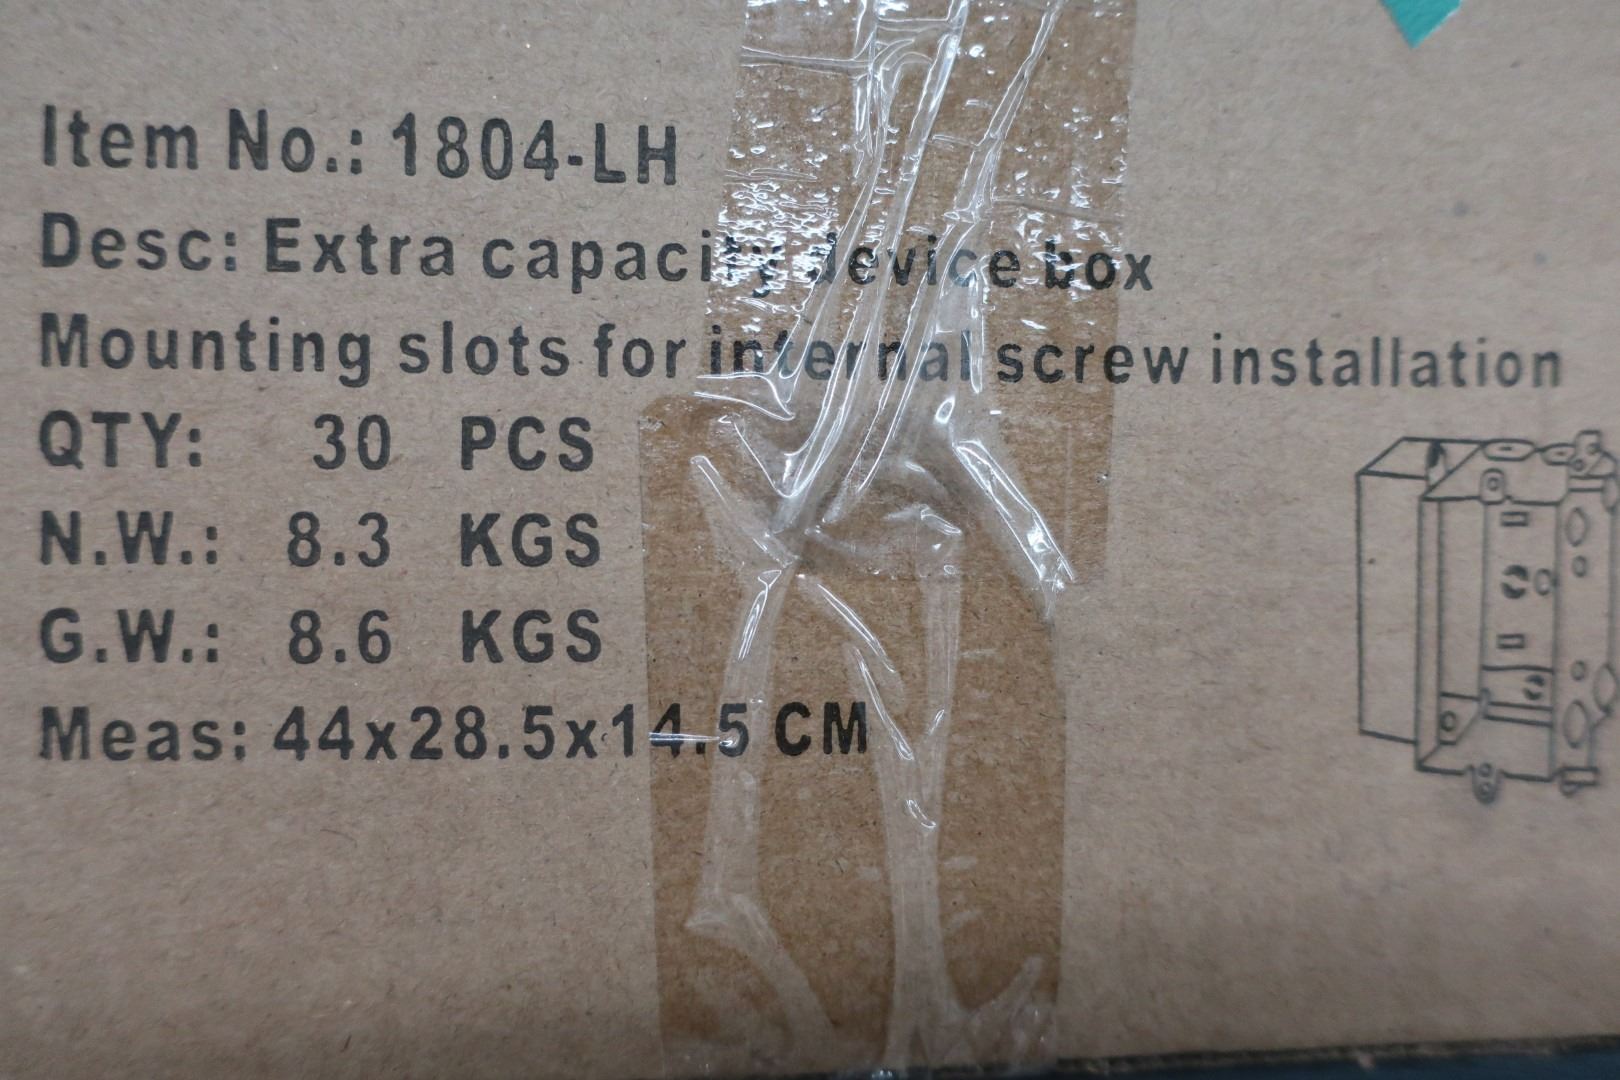 Item No.: 1804-LH
Desc: Extra capacity device box
Mounting slots for internal screw installation
QTY: 30 PCS
N.W.: 8.3 KGS
G.W.: 8.6 KGS
Meas: 44x28.5x14.5 CM